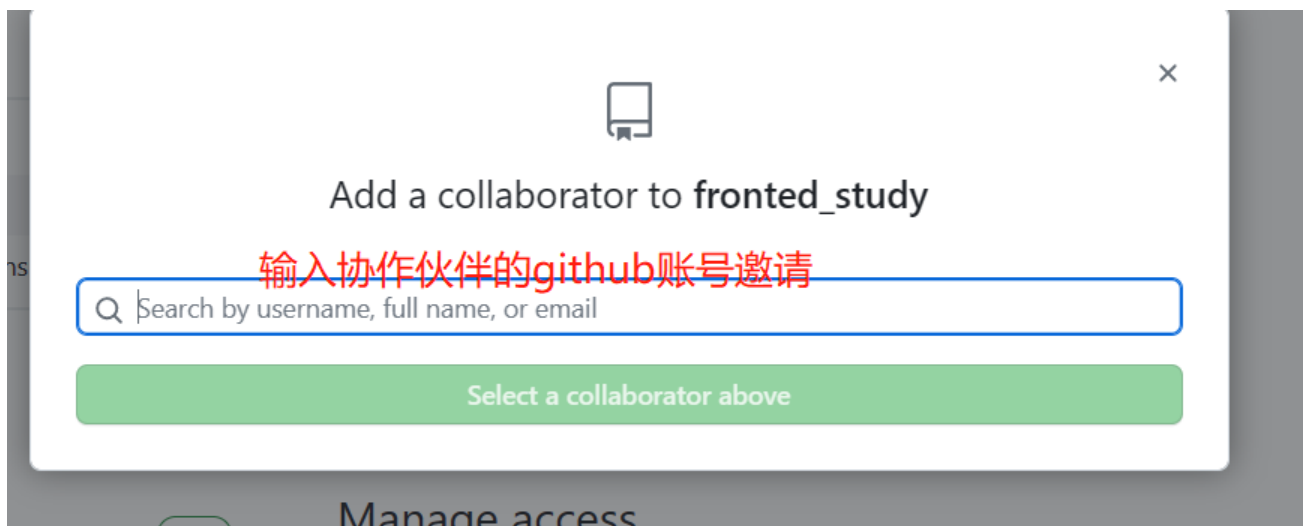 Add a collaborator to fronted_study
输入协作伙伴的github账号邀请
ns
Search by username, full name, or email
Select a collaborator above
Manage access